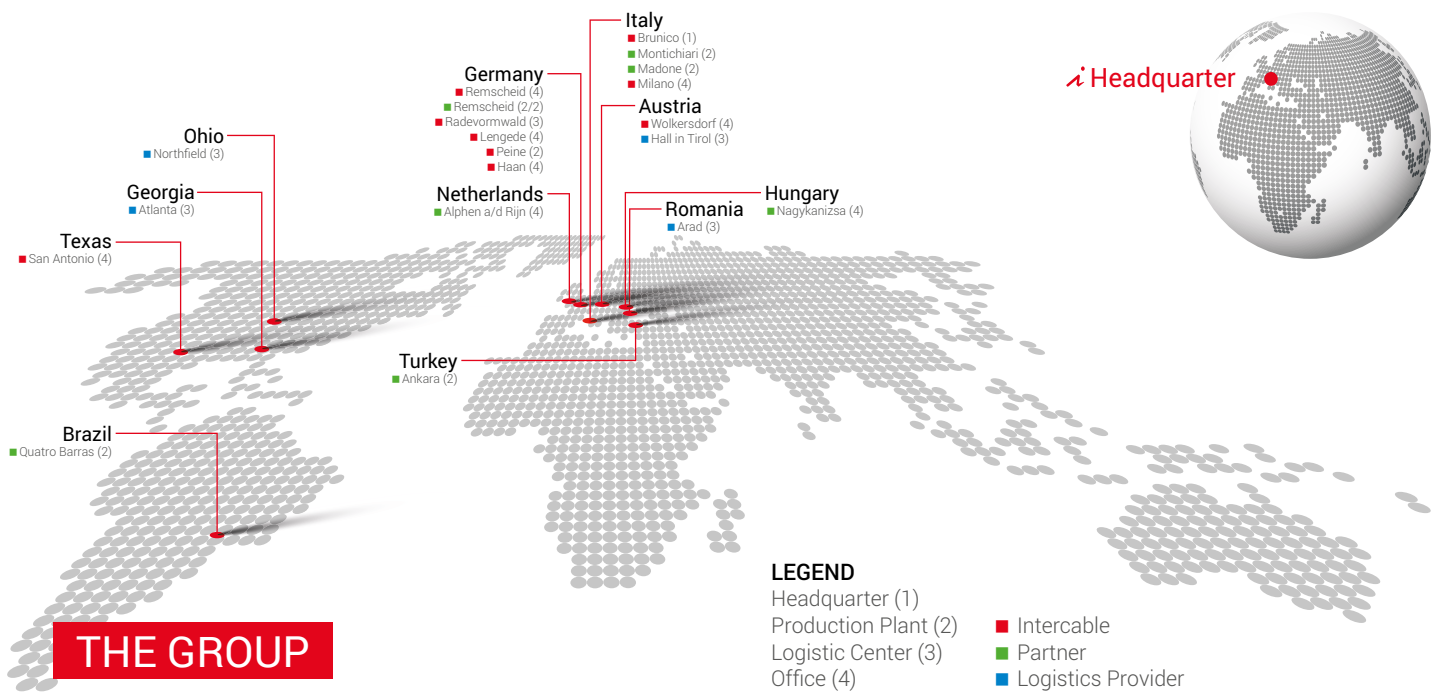 Italy
Brunico (1)
Montichiari (2)
Madone (2)
Milano (4)
Germany
Remscheid (4)
Remscheid (2/2)
Radevormwald (3)
Lengede (4)
Peine (2)
Haan (4)
Austria
Wolkersdorf (4)
Hall in Tirol (3)
i Headquarter
Ohio
Northfield (3)
Georgia
Atlanta (3)
Netherlands
Alphen a/d Rijn (4)
Hungary
Nagykanizsa (4)
Romania
Arad (3)
Texas
San Antonio (4)
Turkey
Ankara (2)
Brazil
Quatro Barras (2)
THE GROUP
LEGEND
Headquarter (1)
Production Plant (2)
Logistic Center (3)
Office (4)
Intercable
Partner
Logistics Provider